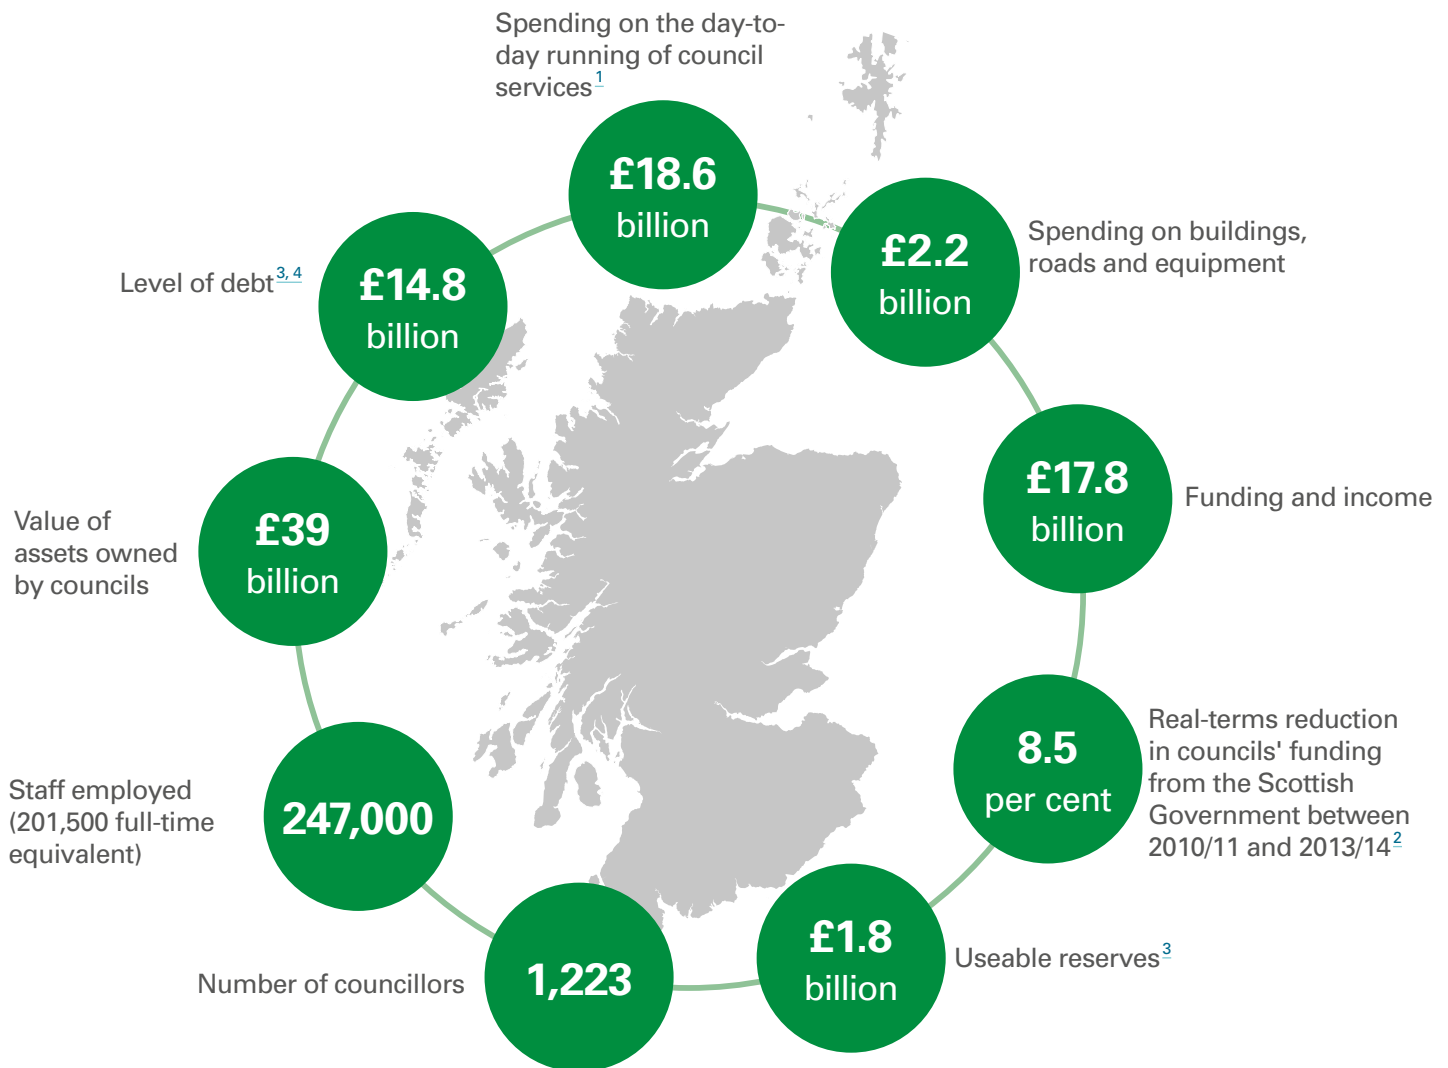 Spending on the day-to-
day running of council
services1
£18.6
billion
£2.2
billion
Spending on buildings,
roads and equipment
£17.8
billion
Funding and income
8.5
per cent
Real-terms reduction
in councils' funding
from the Scottish
Government between
2010/11 and 2013/142
£1.8
billion
Useable reserves3
1,223
Number of councillors
247,000
Staff employed
(201,500 full-time
equivalent)
£39
billion
Value of
assets owned
by councils
£14.8
billion
Level of debt3, 4